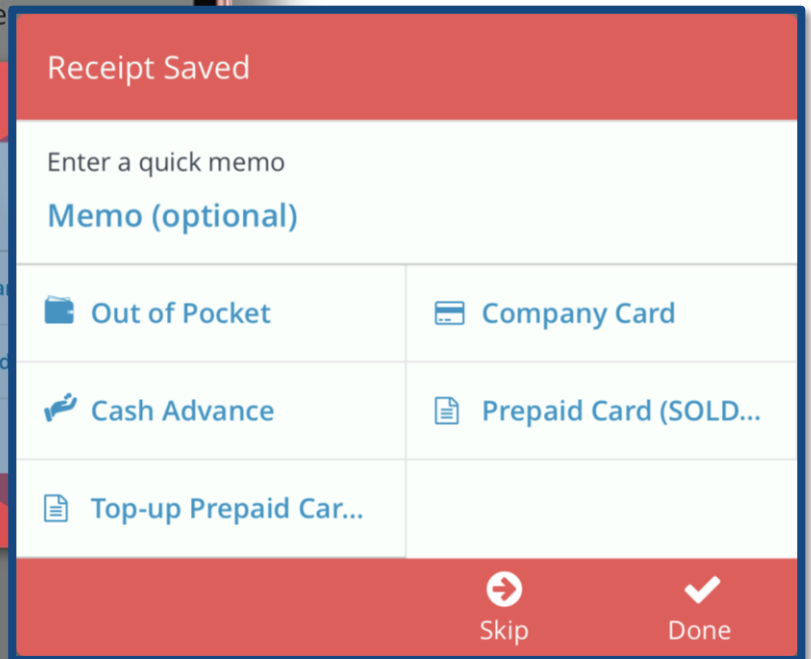 Receipt Saved
Enter a quick memo
Memo (optional)
Out of Pocket
Company Card
Cash Advance
Prepaid Card (SOLD...
Top-up Prepaid Car...
Skip
Done